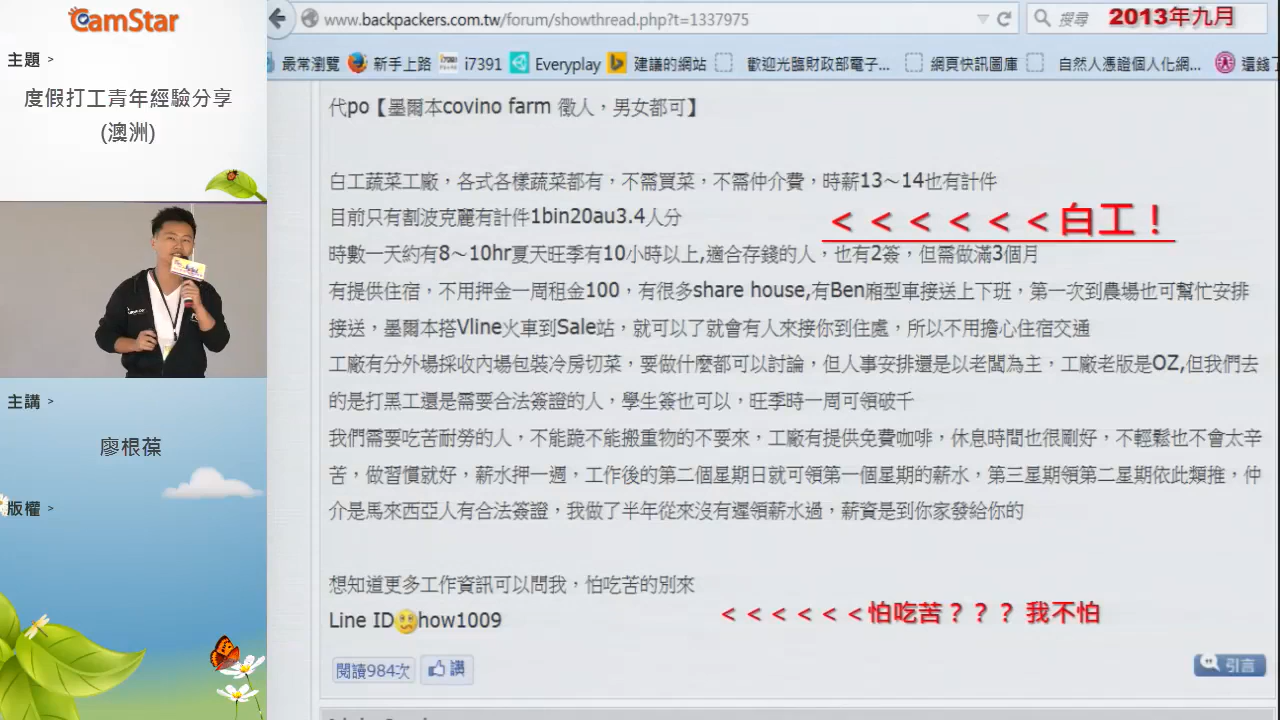 CamStar
主題 >
度假打工青年經驗分享
(澳洲)
主講 >
廖根葆
版權 >
www.backpackers.com.tw/forum/showthread.php?t=1337975
搜尋
2013年九月
最常瀏覽 新手上路 i7391 Everyplay 建議的網站 歡迎光臨財政部電子... 網頁快訊圖庫 自然人憑證個人化網... 還錢了
代po【墨爾本covino farm 徵人，男女都可】
白工蔬菜工廠，各式各樣蔬菜都有，不需買菜，不需仲介費，時薪13～14也有計件
目前只有割波克麗有計件1bin20au3.4人分
＜＜＜＜＜＜白工！
時數一天約有8～10hr夏天旺季有10小時以上,適合存錢的人，也有2簽，但需做滿3個月
有提供住宿，不用押金一周租金100，有很多share house,有Ben廂型車接送上下班，第一次到農場也可幫忙安排
接送，墨爾本搭Vline火車到Sale站，就可以了就會有人來接你到住處，所以不用擔心住宿交通
工廠有分外場採收內場包裝冷房切菜，要做什麼都可以討論，但人事安排還是以老闆為主，工廠老版是OZ,但我們去
的是打黑工還是需要合法簽證的人，學生簽也可以，旺季時一周可領破千
我們需要吃苦耐勞的人，不能跪不能搬重物的不要來，工廠有提供免費咖啡，休息時間也很剛好，不輕鬆也不會太辛
苦，做習慣就好，薪水押一週，工作後的第二個星期日就可領第一個星期的薪水，第三星期領第二星期依此類推，仲
介是馬來西亞人有合法簽證，我做了半年從來沒有遲領薪水過，薪資是到你家發給你的
想知道更多工作資訊可以問我，怕吃苦的別來
＜＜＜＜＜＜怕吃苦？？？ 我不怕
Line ID how1009
閱讀984次 讚
引言